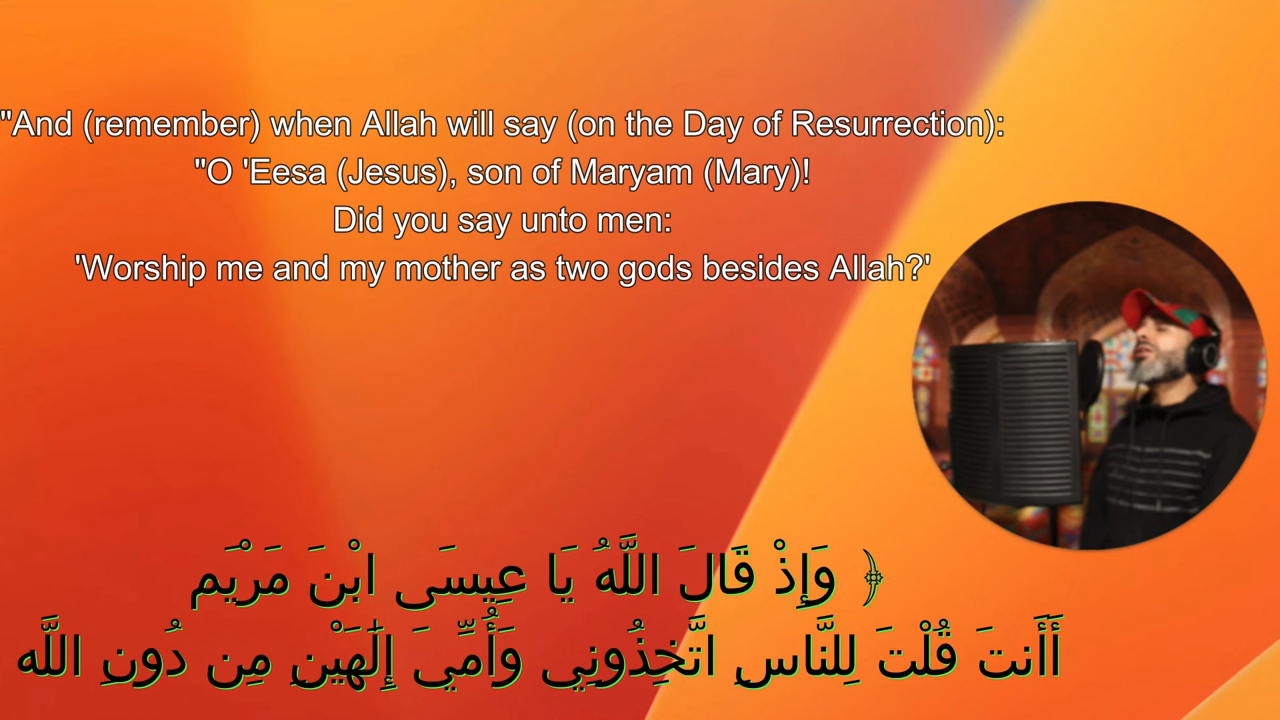 "And (remember) when Allah will say (on the Day of Resurrection):
"O 'Eesa (Jesus), son of Maryam (Mary)!
Did you say unto men:
'Worship me and my mother as two gods besides Allah?'
﴿ وَإِذْ قَالَ اللَّهُ يَا عِيسَى ابْنَ مَرْيَم
أَأَنتَ قُلْتَ لِلنَّاسِ اتَّخِذُونِي وَأُمِّيَ إِلَٰهَيْنِ مِن دُونِ اللَّه